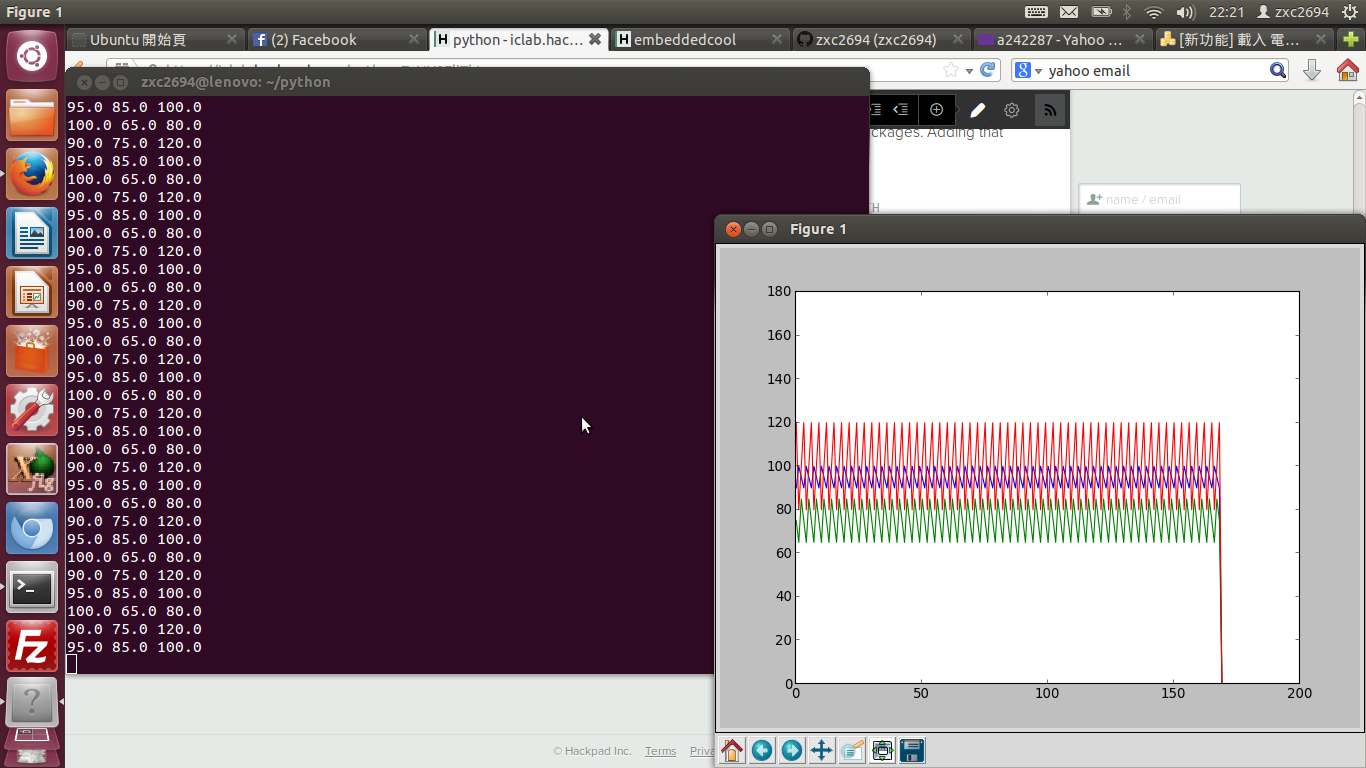 Figure 1
22:21
zxc2694
Ubuntu 開始頁
(2) Facebook
python - iclab.hac...
embeddedcool
zxc2694 (zxc2694)
a242287 - Yahoo ...
[新功能] 載入 電...
yahoo email
zxc2694@lenovo: ~/python
95.0 85.0 100.0
100.0 65.0 80.0
90.0 75.0 120.0
95.0 85.0 100.0
100.0 65.0 80.0
90.0 75.0 120.0
95.0 85.0 100.0
100.0 65.0 80.0
90.0 75.0 120.0
95.0 85.0 100.0
100.0 65.0 80.0
90.0 75.0 120.0
95.0 85.0 100.0
100.0 65.0 80.0
90.0 75.0 120.0
95.0 85.0 100.0
100.0 65.0 80.0
90.0 75.0 120.0
95.0 85.0 100.0
100.0 65.0 80.0
90.0 75.0 120.0
95.0 85.0 100.0
100.0 65.0 80.0
90.0 75.0 120.0
95.0 85.0 100.0
100.0 65.0 80.0
90.0 75.0 120.0
95.0 85.0 100.0
100.0 65.0 80.0
90.0 75.0 120.0
95.0 85.0 100.0
ckages. Adding that
TH
name / email
Figure 1
180
160
140
120
100
80
60
40
20
0
0 50 100 150 200
© Hackpad Inc. Terms Priva
X fig
Fz